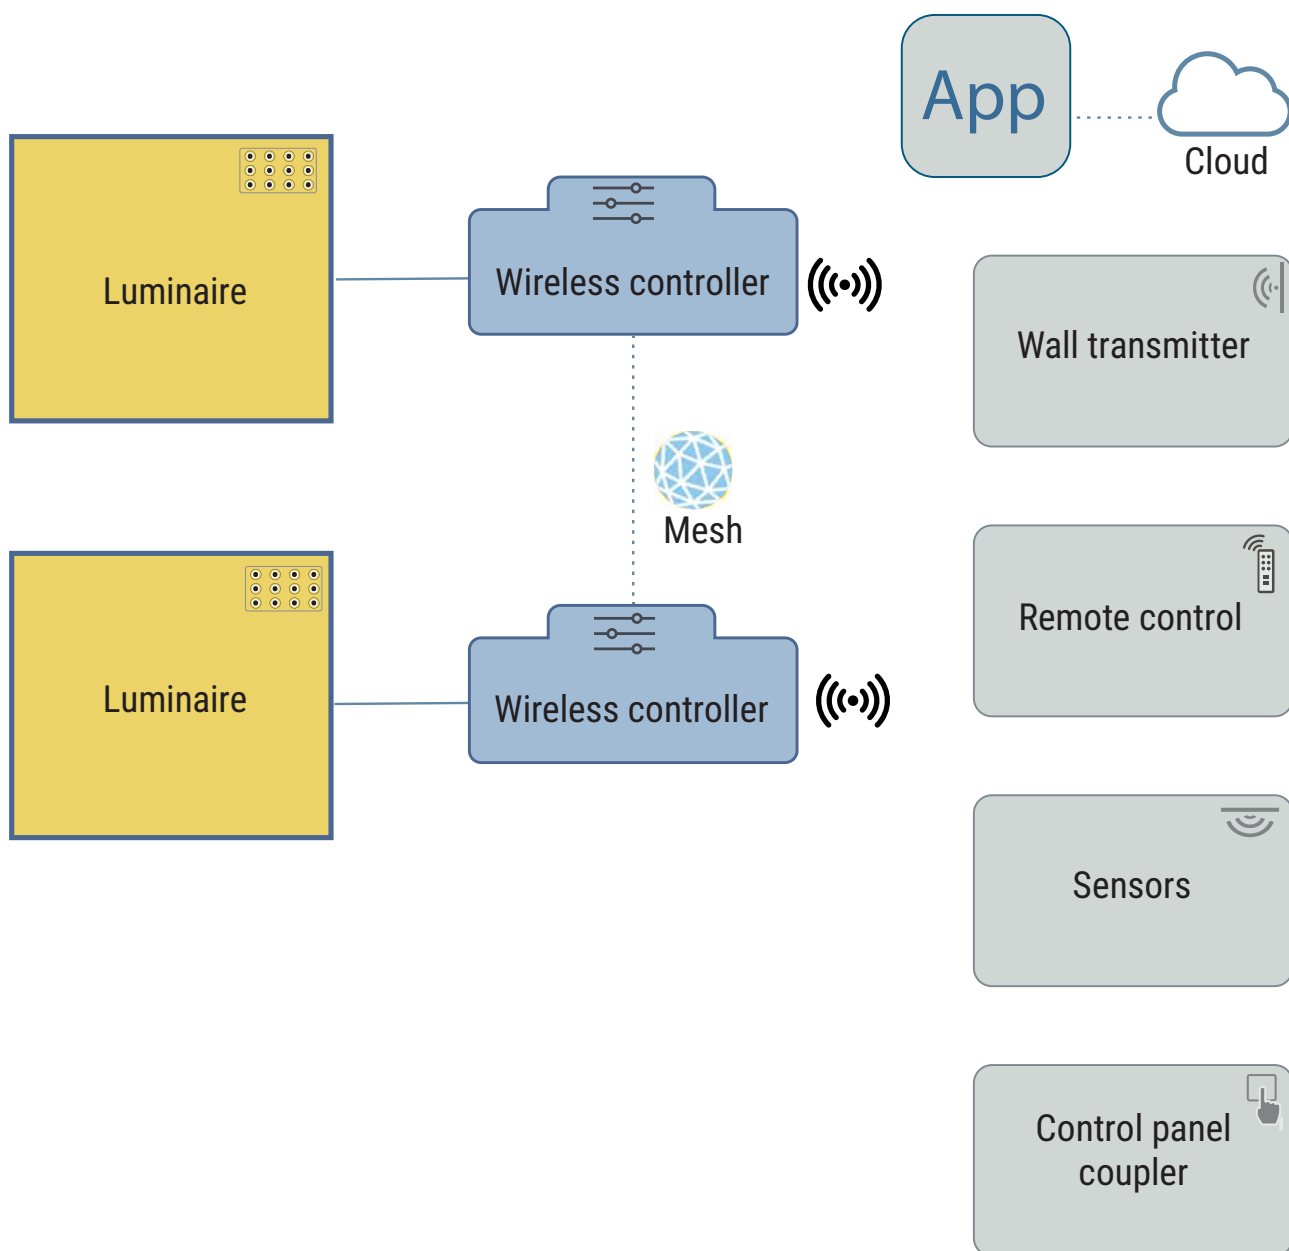 App
Cloud
Luminaire
Wireless controller
Wall transmitter
Mesh
Remote control
Luminaire
Wireless controller
Sensors
Control panel
coupler